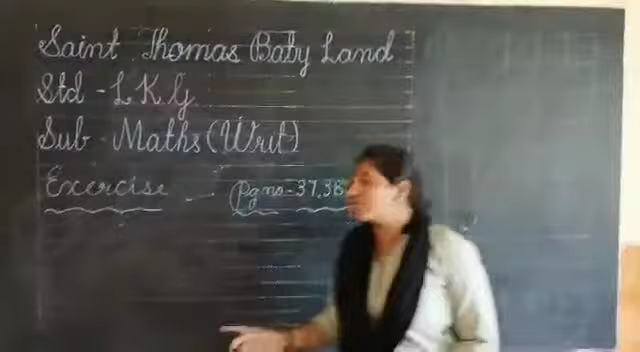 Saint Thomas Baby Land
Std - L.K.G
Sub - Maths (Writ)
Exercise - (Pg no - 37,38